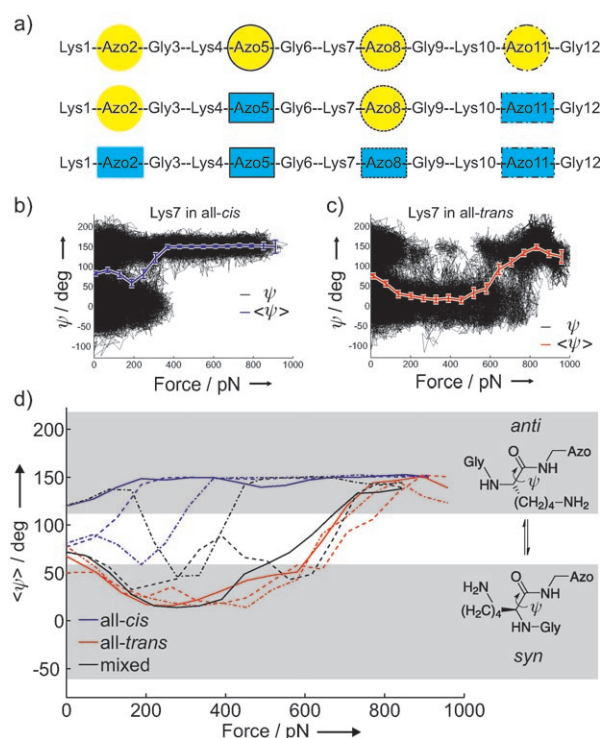 a)
Lys1--Azo2--Gly3--Lys4--Azo5--Gly6--Lys7--Azo8--Gly9--Lys10--Azo11--Gly12
Lys1--Azo2--Gly3--Lys4--Azo5--Gly6--Lys7--Azo8--Gly9--Lys10--Azo11--Gly12
Lys1--Azo2--Gly3--Lys4--Azo5--Gly6--Lys7--Azo8--Gly9--Lys10--Azo11--Gly12
b)
Lys7 in all-cis
ψ / deg
200
150
100
50
0
-50
-100
0 200 400 600 800 1000
ψ
<ψ>
Force / pN
c)
Lys7 in all-trans
ψ / deg
200
150
100
50
0
-50
-100
0 200 400 600 800 1000
ψ
<ψ>
Force / pN
d)
<ψ> / deg
200
150
100
50
0
-50
0 200 400 600 800 1000
Force / pN
all-cis
all-trans
mixed
anti
Gly
HN
O
NH
Azo
ψ
(CH2)4-NH2
H2N
(H2C)4
O
NH
Azo
ψ
HN-Gly
syn